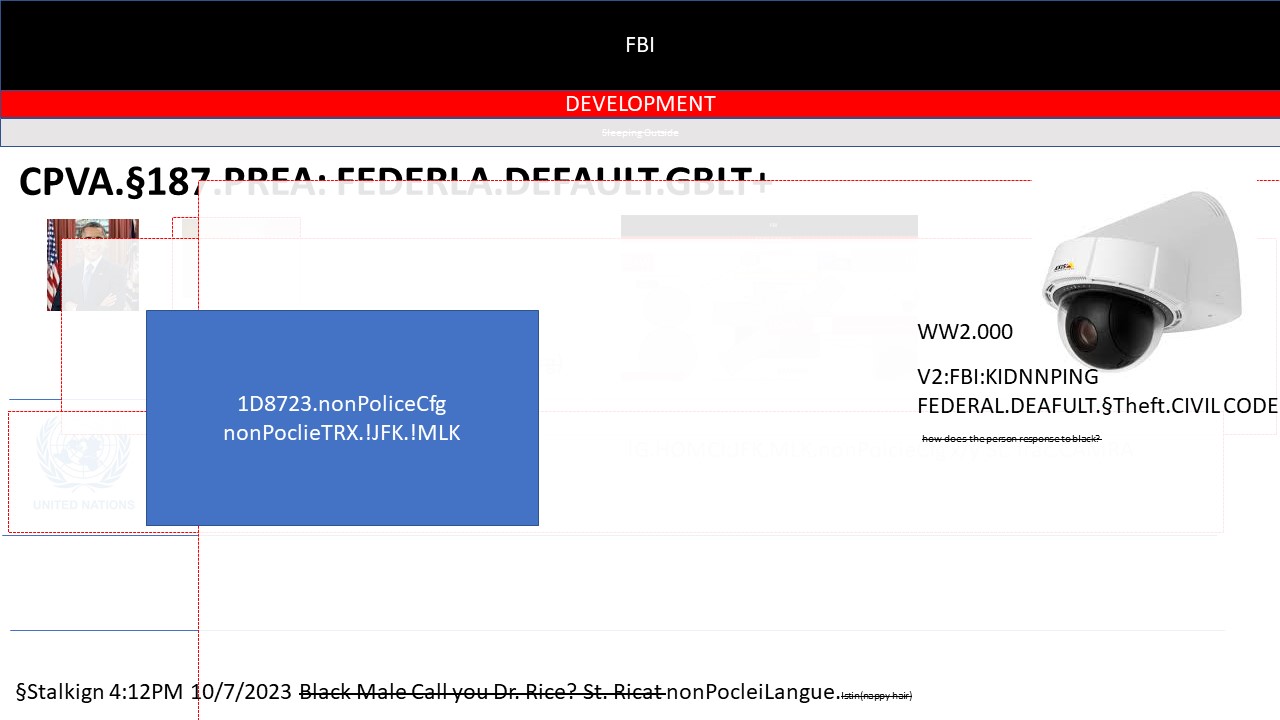 FBI
DEVELOPMENT
Sleeping Outside
CPVA.§187.PREA: FEDERLA.DEFAULT.GBLT+
AXIS
WW2.000
V2:FBI:KIDNNPING
FEDERAL.DEAFULT.§Theft.CIVIL CODE
how does the person response to black?
1D8723.nonPoliceCfg
nonPoclieTRX.!JFK.!MLK
UNITED NATIONS
§Stalkign 4:12PM 10/7/2023 Black Male Call you Dr. Rice? St. Ricat nonPocleiLangue.Istin(nappy hair)